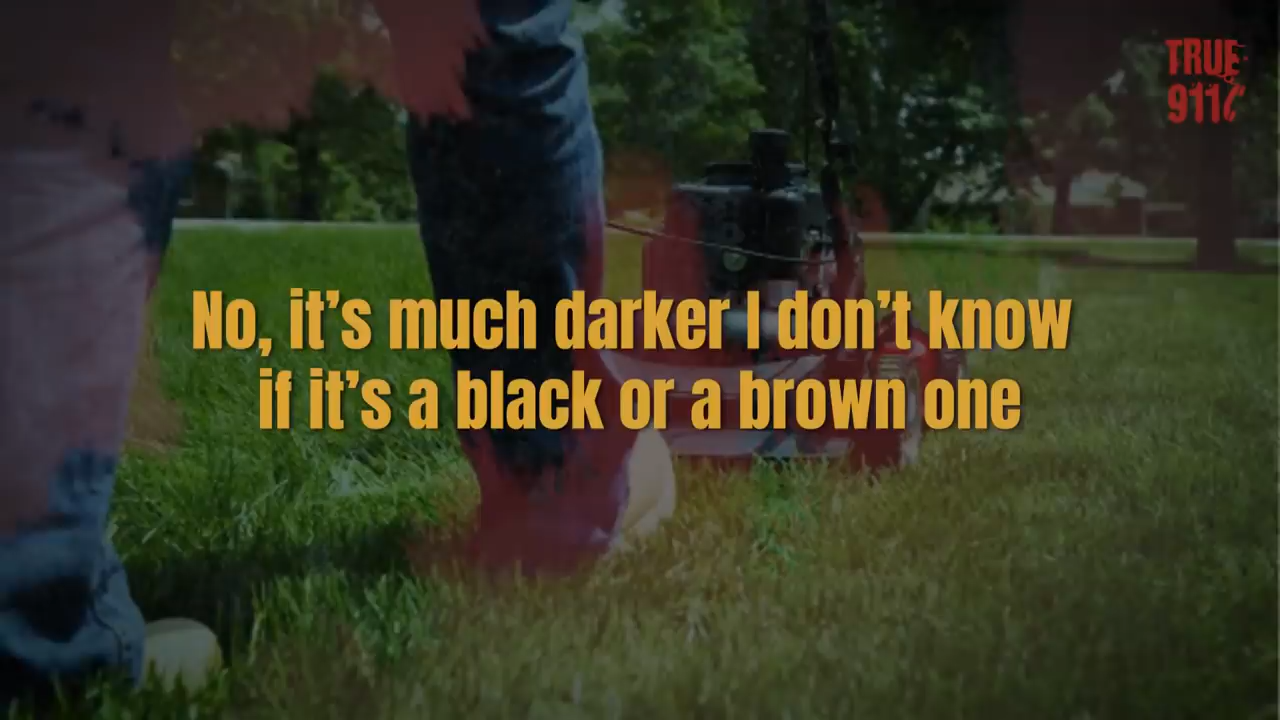 TRUE
911
No, it’s much darker I don’t know
if it’s a black or a brown one